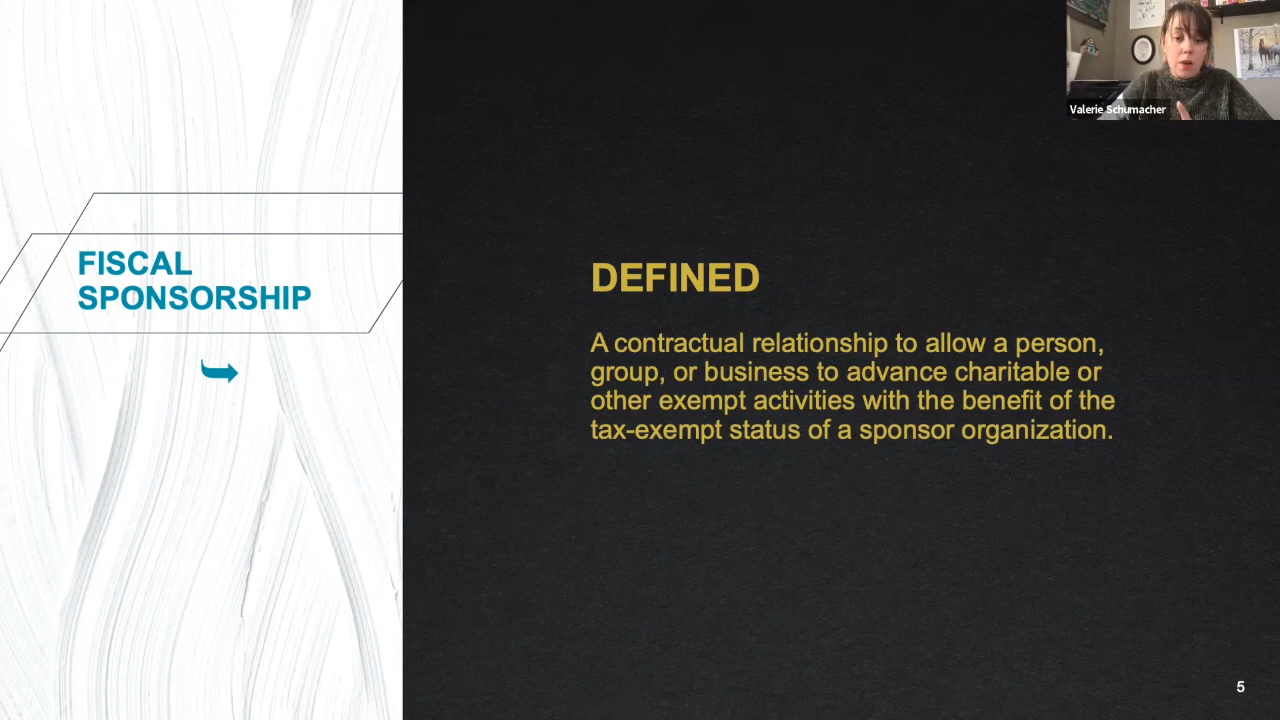 FISCAL
SPONSORSHIP
DEFINED
A contractual relationship to allow a person,
group, or business to advance charitable or
other exempt activities with the benefit of the
tax-exempt status of a sponsor organization.
Valerie Schumacher
5